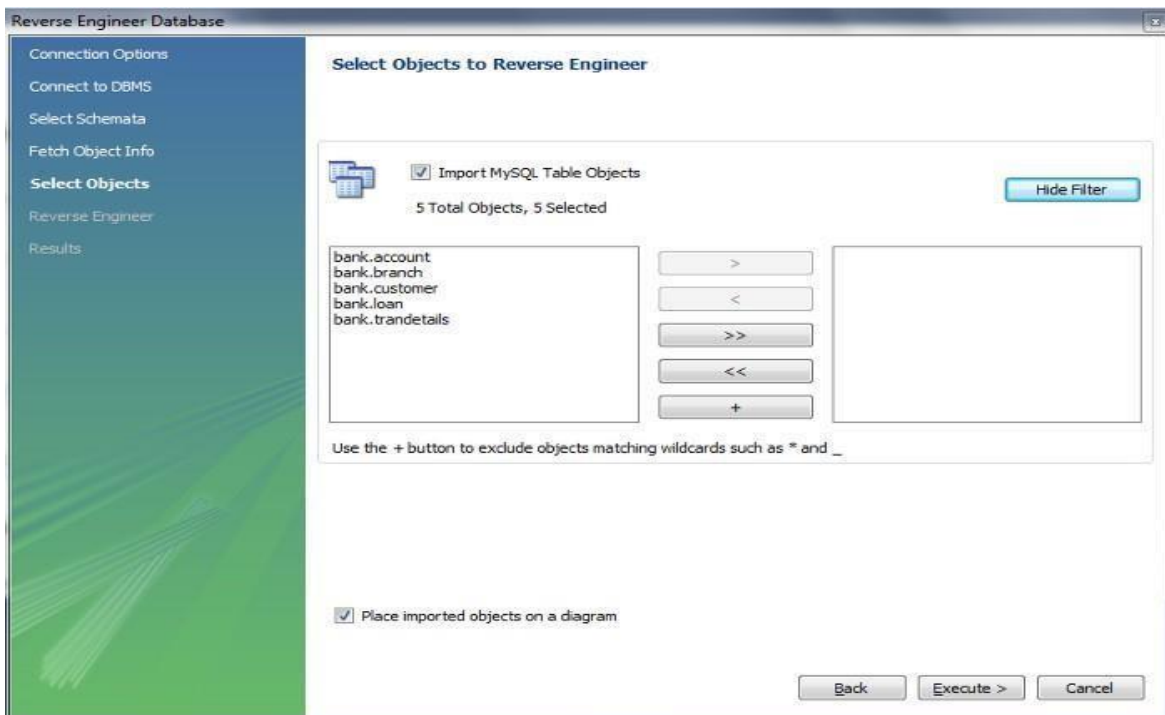 Reverse Engineer Database
Connection Options
Connect to DBMS
Select Schemata
Fetch Object Info
Select Objects
Reverse Engineer
Results
Select Objects to Reverse Engineer
Import MySQL Table Objects
5 Total Objects, 5 Selected
Hide Filter
bank.account
bank.branch
bank.customer
bank.loan
bank.trandetails
>
<
>>
<<
+
Use the + button to exclude objects matching wildcards such as * and _
Place imported objects on a diagram
Back
Execute >
Cancel